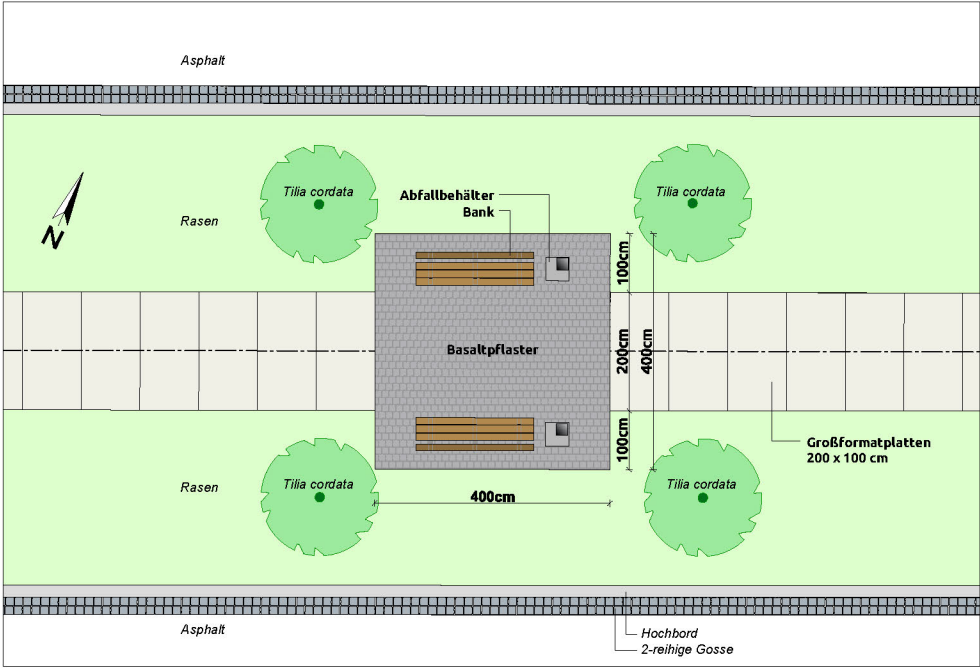 Asphalt
Tilia cordata
Tilia cordata
Abfallbehälter
Bank
Rasen
N
100cm
Basaltpflaster
200cm
400cm
100cm
Großformatplatten
200 x 100 cm
Rasen
Tilia cordata
Tilia cordata
400cm
Asphalt
Hochbord
2-reihige Gosse